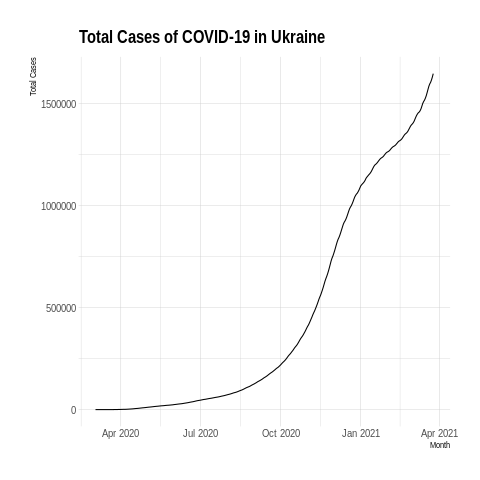 Total Cases of COVID-19 in Ukraine
Total Cases
1500000
1000000
500000
0
Apr 2020 Jul 2020 Oct 2020 Jan 2021 Apr 2021
Month